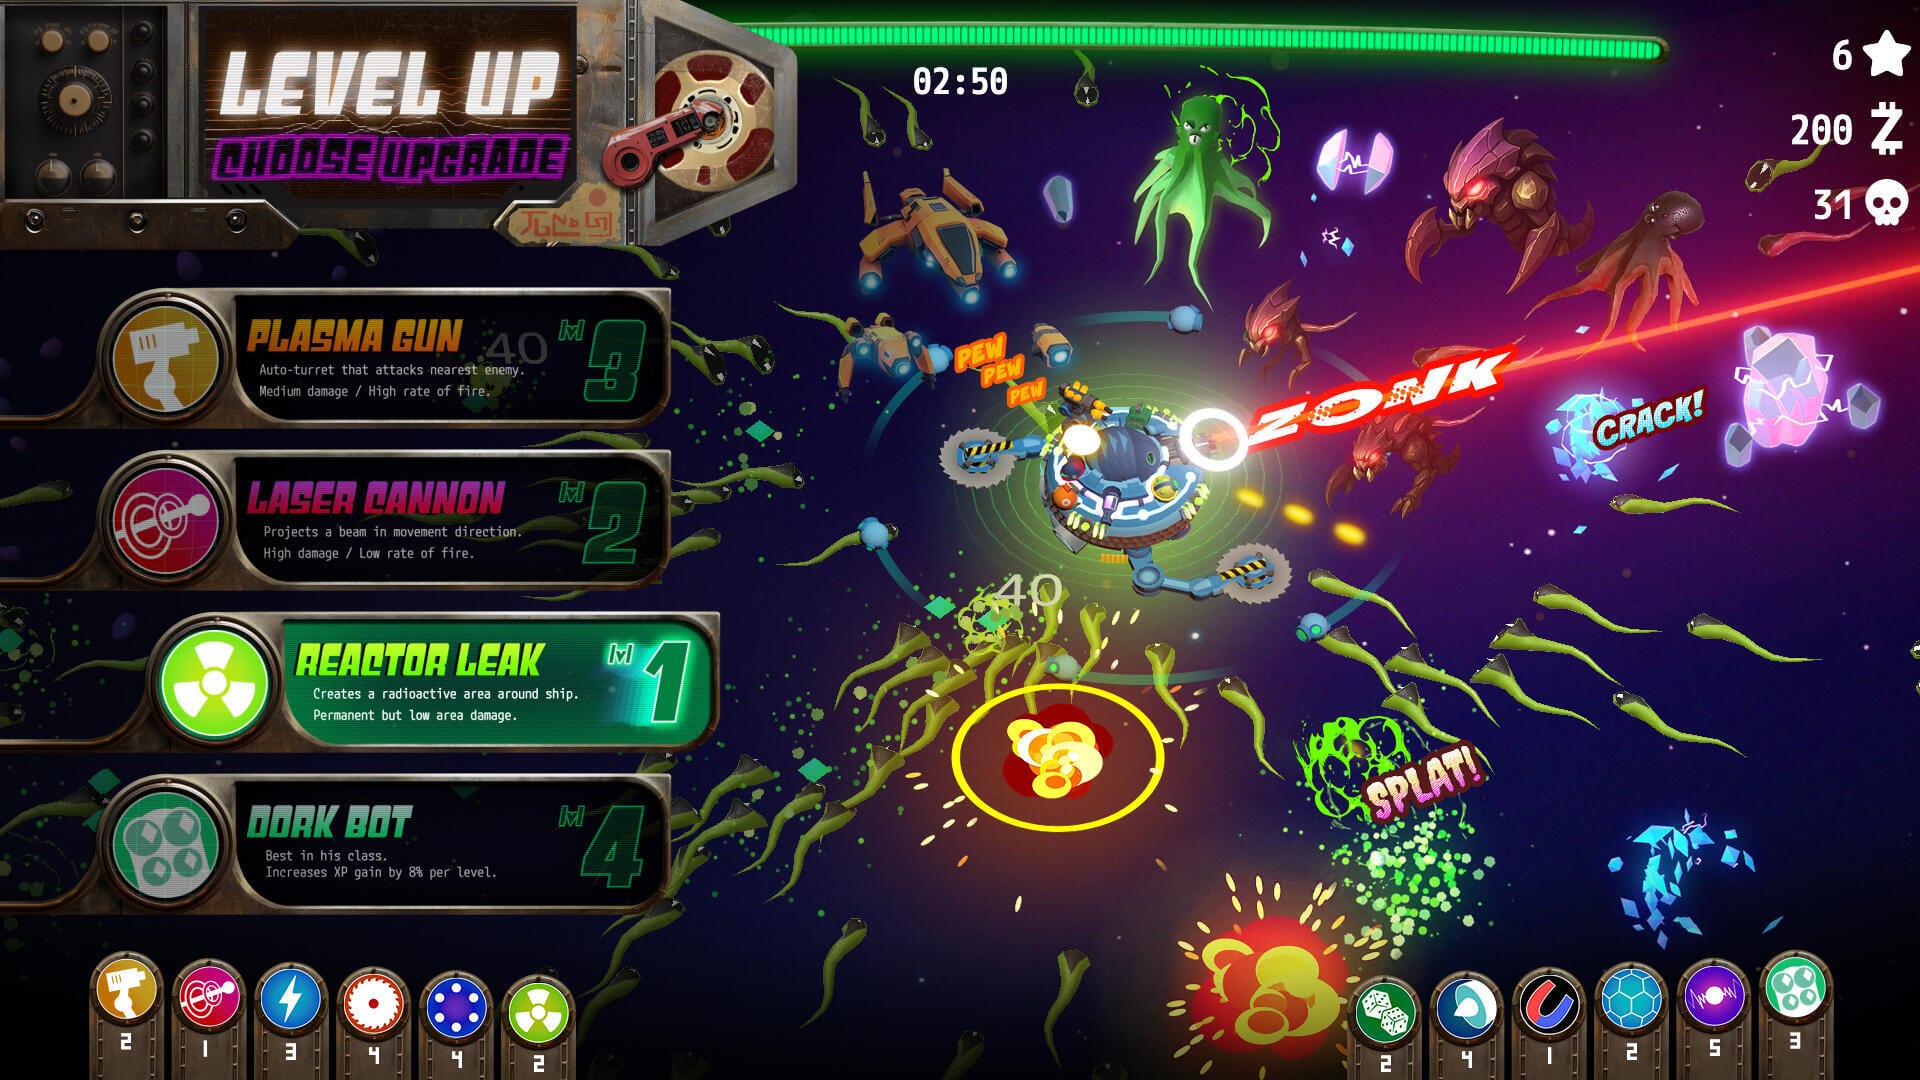 LEVEL UP
CHOOSE UPGRADE
02:50
6
200
31
PLASMA GUN
Auto-turret that attacks nearest enemy.
Medium damage / High rate of fire.
lvl 3
40
LASER CANNON
Projects a beam in movement direction.
High damage / Low rate of fire.
lvl 2
REACTOR LEAK
Creates a radioactive area around ship.
Permanent but low area damage.
lvl 1
DORK BOT
Best in his class.
Increases XP gain by 8% per level.
lvl 4
PEW
PEW
PEW
ZONK
CRACK!
40
SPLAT!
2 1 3 4 4 2
2 4 1 2 5 3